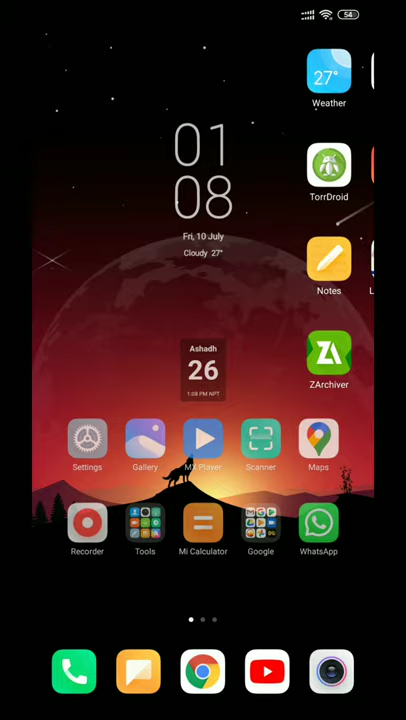 54
27°
Weather
01
08
TorrDroid
Fri, 10 July
Cloudy 27°
Notes
Ashadh
26
1:08 PM NPT
ZA
ZArchiver
Settings
Gallery
MX Player
Scanner
Maps
Recorder
Tools
Mi Calculator
Google
WhatsApp